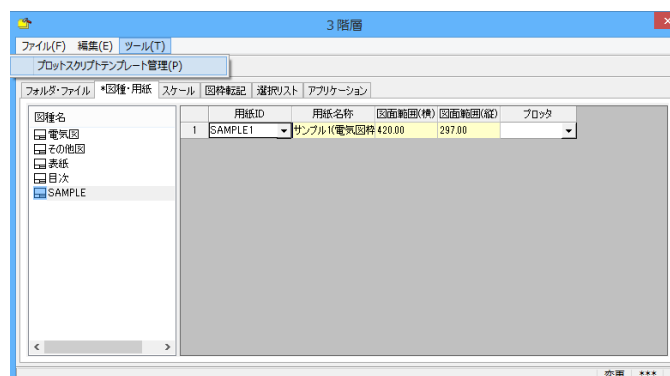 3階層
ファイル(F) 編集(E) ツール(T)
プロットスクリプトテンプレート管理(P)
フォルダ・ファイル *図種・用紙 スケール 図枠転記 選択リスト アプリケーション
図種名
電気図
その他図
表紙
目次
SAMPLE
用紙ID 用紙名称 図面範囲(横) 図面範囲(縦) プロッタ
1 SAMPLE1 サンプル1(電気図枠 420.00 297.00
変更 ***